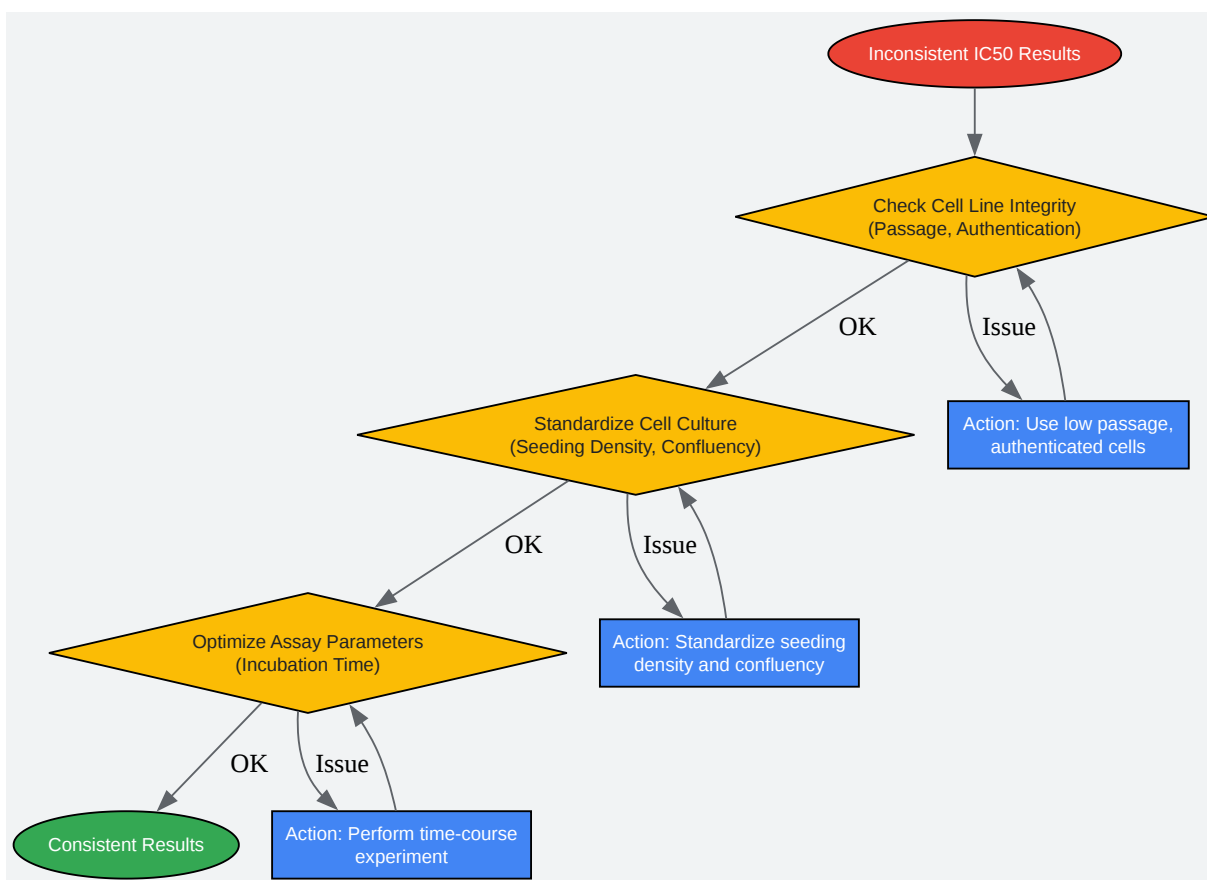 Inconsistent IC50 Results
Check Cell Line Integrity
(Passage, Authentication)
OK
Issue
Action: Use low passage,
authenticated cells
Standardize Cell Culture
(Seeding Density, Confluency)
OK
Issue
Action: Standardize seeding
density and confluency
Optimize Assay Parameters
(Incubation Time)
OK
Issue
Consistent Results
Action: Perform time-course
experiment